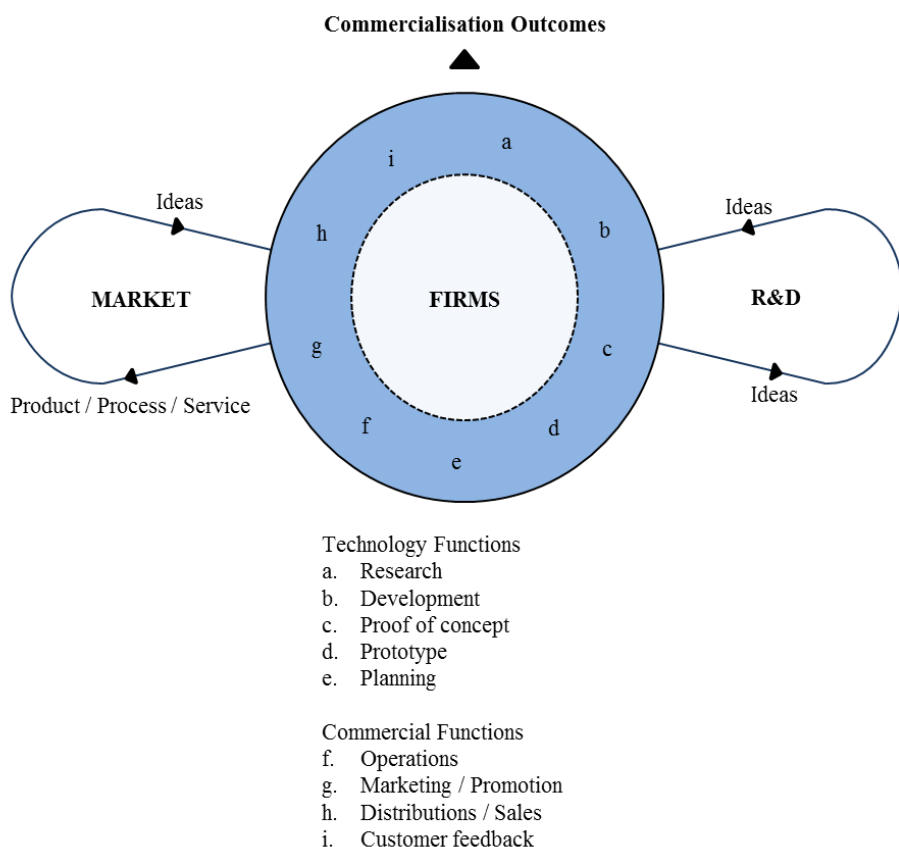 Commercialisation Outcomes
a
i
Ideas
Ideas
h
b
MARKET
FIRMS
R&D
g
c
Product / Process / Service
Ideas
f
d
e
Technology Functions
a. Research
b. Development
c. Proof of concept
d. Prototype
e. Planning
Commercial Functions
f. Operations
g. Marketing / Promotion
h. Distributions / Sales
i. Customer feedback